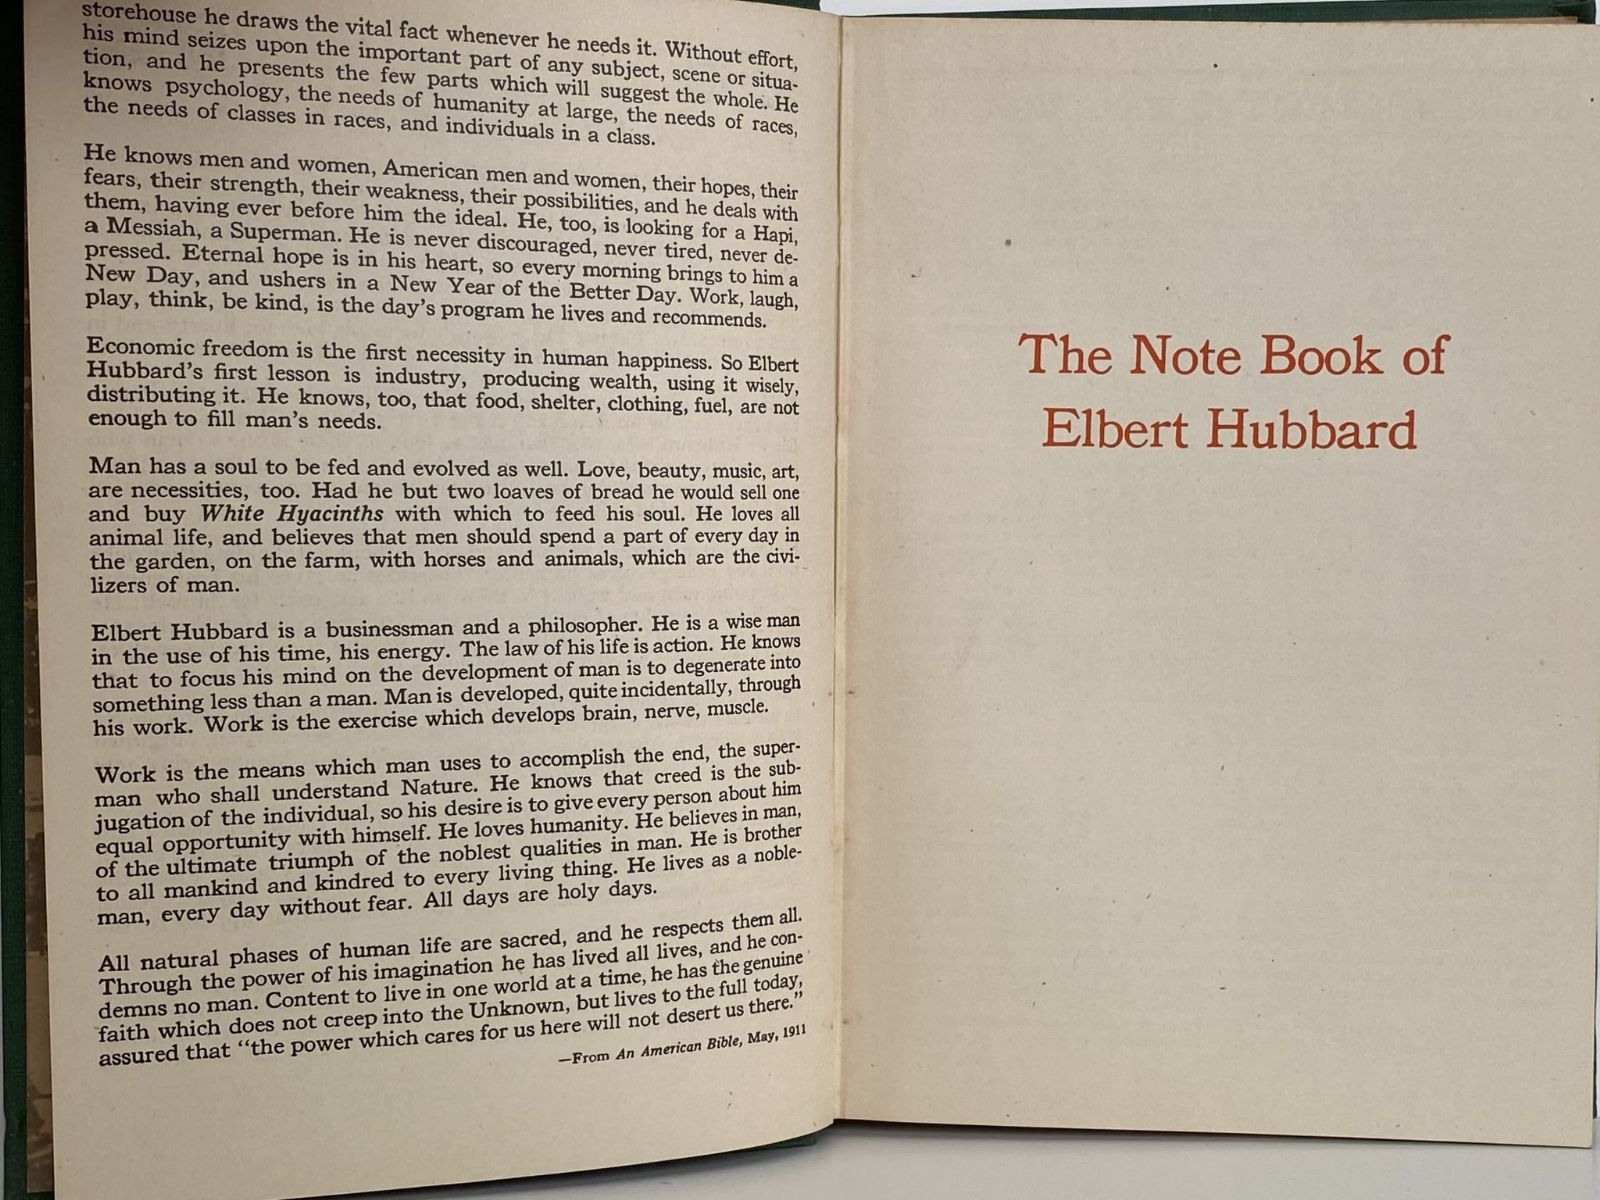 storehouse he draws the vital fact whenever he needs it. Without effort,
his mind seizes upon the important part of any subject, scene or situa-
tion, and he presents the few parts which will suggest the whole. He
knows psychology, the needs of humanity at large, the needs of races,
the needs of classes in races, and individuals in a class.
He knows men and women, American men and women, their hopes, their
fears, their strength, their weakness, their possibilities, and he deals with
them, having ever before him the ideal. He, too, is looking for a Hapi,
a Messiah, a Superman. He is never discouraged, never tired, never de-
pressed. Eternal hope is in his heart, so every morning brings to him a
New Day, and ushers in a New Year of the Better Day. Work, laugh,
play, think, be kind, is the day's program he lives and recommends.
Economic freedom is the first necessity in human happiness. So Elbert
Hubbard's first lesson is industry, producing wealth, using it wisely,
distributing it. He knows, too, that food, shelter, clothing, fuel, are not
enough to fill man's needs.
Man has a soul to be fed and evolved as well. Love, beauty, music, art,
are necessities, too. Had he but two loaves of bread he would sell one
and buy White Hyacinths with which to feed his soul. He loves all
animal life, and believes that men should spend a part of every day in
the garden, on the farm, with horses and animals, which are the civi-
lizers of man.
Elbert Hubbard is a businessman and a philosopher. He is a wise man
in the use of his time, his energy. The law of his life is action. He knows
that to focus his mind on the development of man is to degenerate into
something less than a man. Man is developed, quite incidentally, through
his work. Work is the exercise which develops brain, nerve, muscle.
Work is the means which man uses to accomplish the end, the super-
man who shall understand Nature. He knows that creed is the sub-
jugation of the individual, so his desire is to give every person about him
equal opportunity with himself. He loves humanity. He believes in man,
of the ultimate triumph of the noblest qualities in man. He is brother
to all mankind and kindred to every living thing. He lives as a noble-
man, every day without fear. All days are holy days.
All natural phases of human life are sacred, and he respects them all.
Through the power of his imagination he has lived all lives, and he con-
demns no man. Content to live in one world at a time, he has the genuine
faith which does not creep into the Unknown, but lives to the full today,
assured that "the power which cares for us here will not desert us there."
—From An American Bible, May, 1911
The Note Book of
Elbert Hubbard